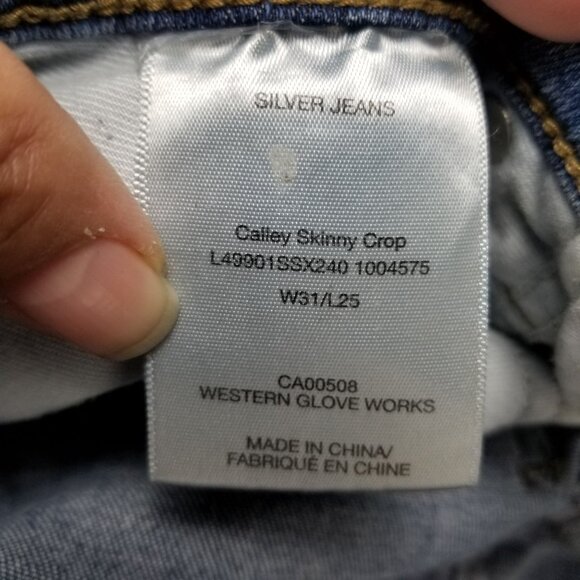 SILVER JEANS
Calley Skinny Crop
L49901SSX240 1004575
W31/L25
CA00508
WESTERN GLOVE WORKS
MADE IN CHINA/
FABRIQUÉ EN CHINE